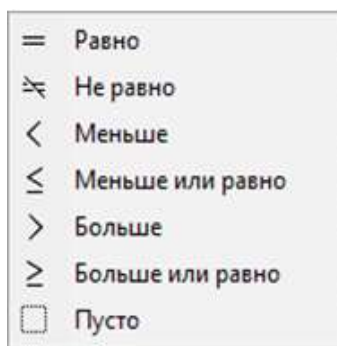 = Равно
≠ Не равно
< Меньше
≤ Меньше или равно
> Больше
≥ Больше или равно
Пусто